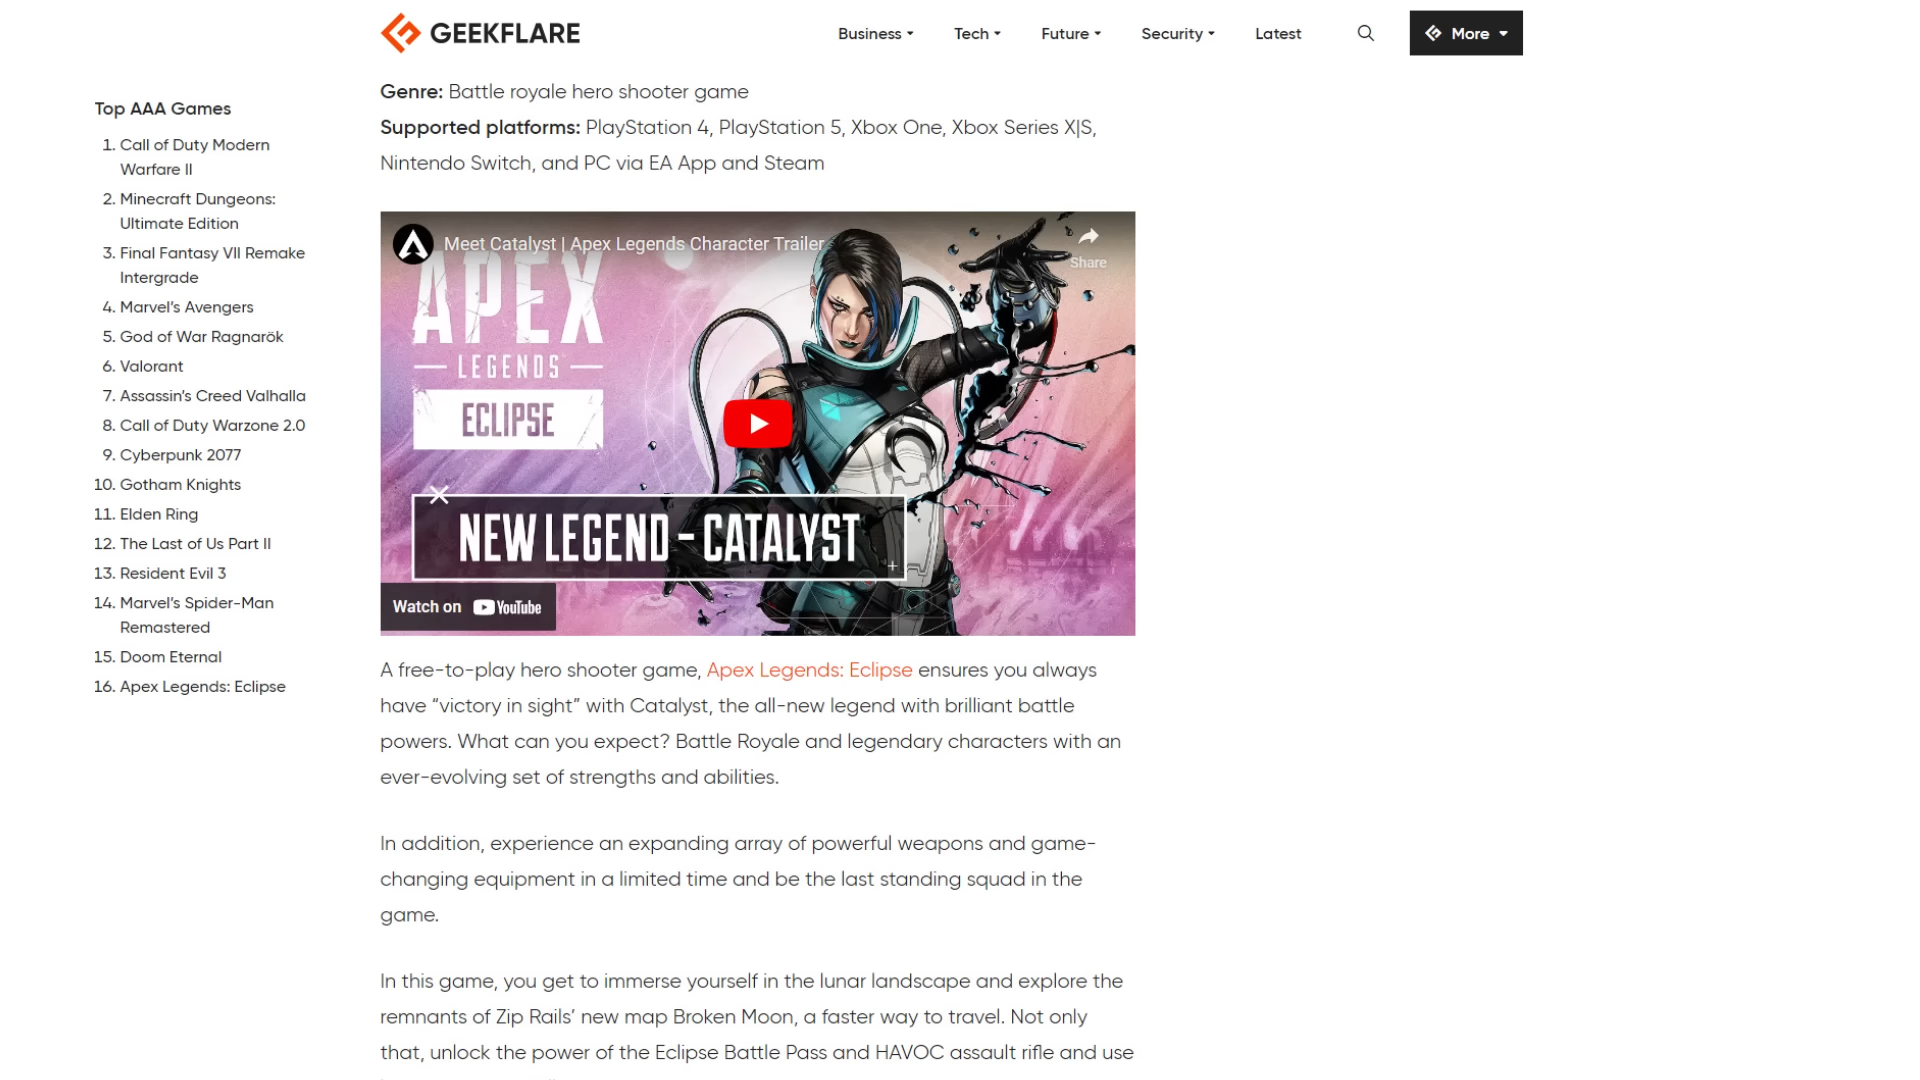 GEEKFLARE
Business
Tech
Future
Security
Latest
More
Top AAA Games
1. Call of Duty Modern
Warfare II
2. Minecraft Dungeons:
Ultimate Edition
3. Final Fantasy VII Remake
Intergrade
4. Marvel's Avengers
5. God of War Ragnarök
6. Valorant
7. Assassin's Creed Valhalla
8. Call of Duty Warzone 2.0
9. Cyberpunk 2077
10. Gotham Knights
11. Elden Ring
12. The Last of Us Part II
13. Resident Evil 3
14. Marvel's Spider-Man
Remastered
15. Doom Eternal
16. Apex Legends: Eclipse
Genre: Battle royale hero shooter game
Supported platforms: PlayStation 4, PlayStation 5, Xbox One, Xbox Series X|S,
Nintendo Switch, and PC via EA App and Steam
Meet Catalyst | Apex Legends Character Trailer
Share
APEX
LEGENDS
ECLIPSE
NEW LEGEND - CATALYST
Watch on YouTube
A free-to-play hero shooter game, Apex Legends: Eclipse ensures you always
have “victory in sight” with Catalyst, the all-new legend with brilliant battle
powers. What can you expect? Battle Royale and legendary characters with an
ever-evolving set of strengths and abilities.
In addition, experience an expanding array of powerful weapons and game-
changing equipment in a limited time and be the last standing squad in the
game.
In this game, you get to immerse yourself in the lunar landscape and explore the
remnants of Zip Rails’ new map Broken Moon, a faster way to travel. Not only
that, unlock the power of the Eclipse Battle Pass and HAVOC assault rifle and use